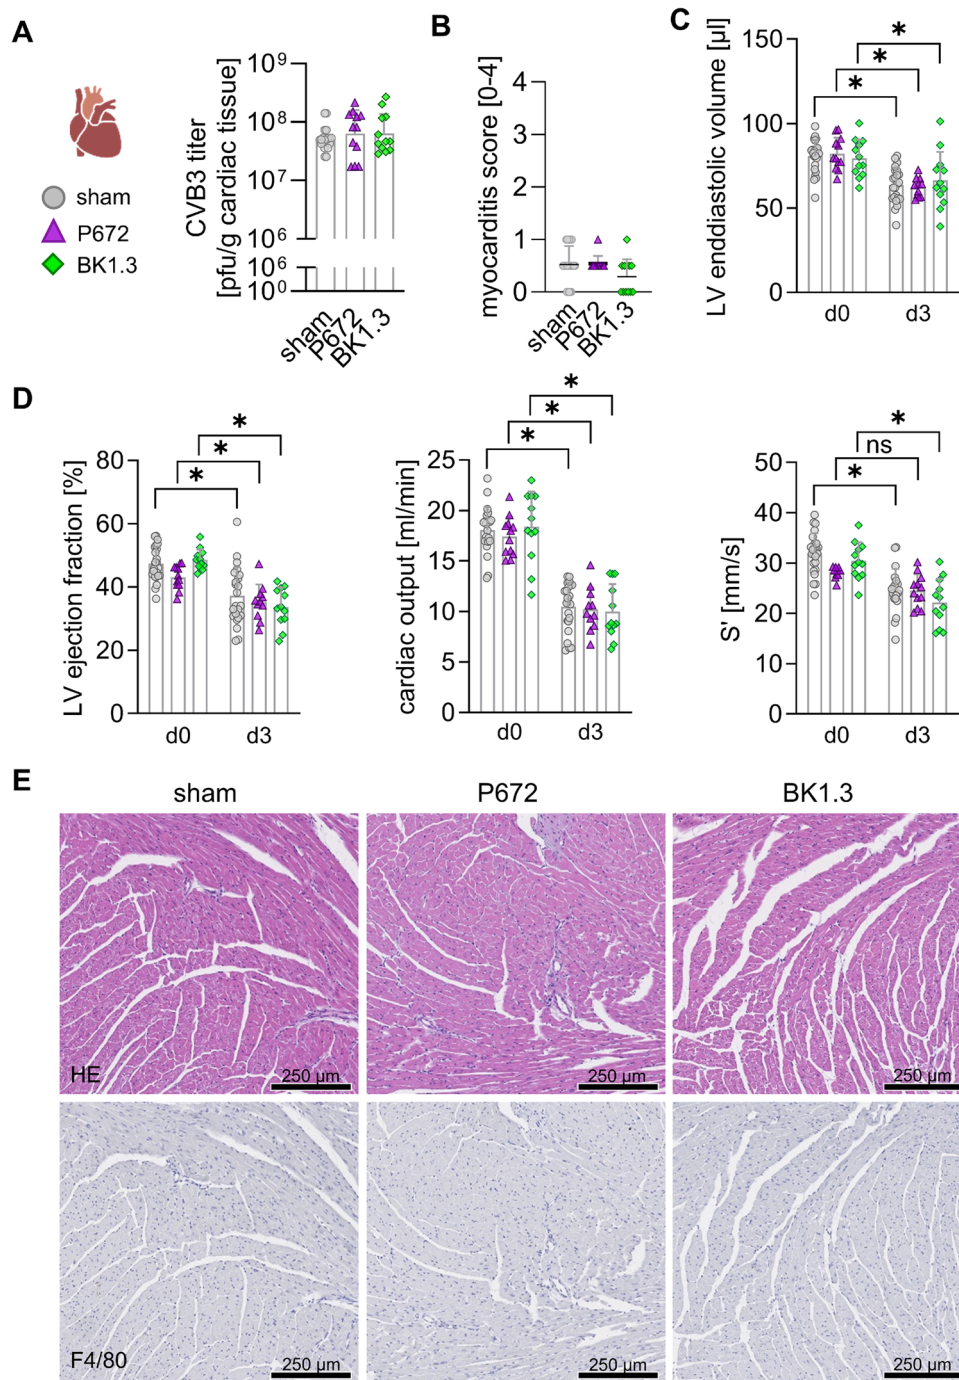 A
sham
P672
BK1.3
CVB3 titer
[pfu/g cardiac tissue]
10⁹
10⁸
10⁷
10⁶
10⁶
10⁰
sham
P672
BK1.3
B
myocarditis score [0-4]
4
3
2
1
0
sham
P672
BK1.3
C
LV enddiastolic volume [µl]
150
100
50
0
*
*
*
d0
d3
D
LV ejection fraction [%]
80
60
40
20
0
*
*
*
d0
d3
cardiac output [ml/min]
25
20
15
10
5
0
*
*
*
d0
d3
S' [mm/s]
50
40
30
20
10
0
*
ns
*
d0
d3
E
sham
P672
BK1.3
HE
250 µm
250 µm
250 µm
F4/80
250 µm
250 µm
250 µm